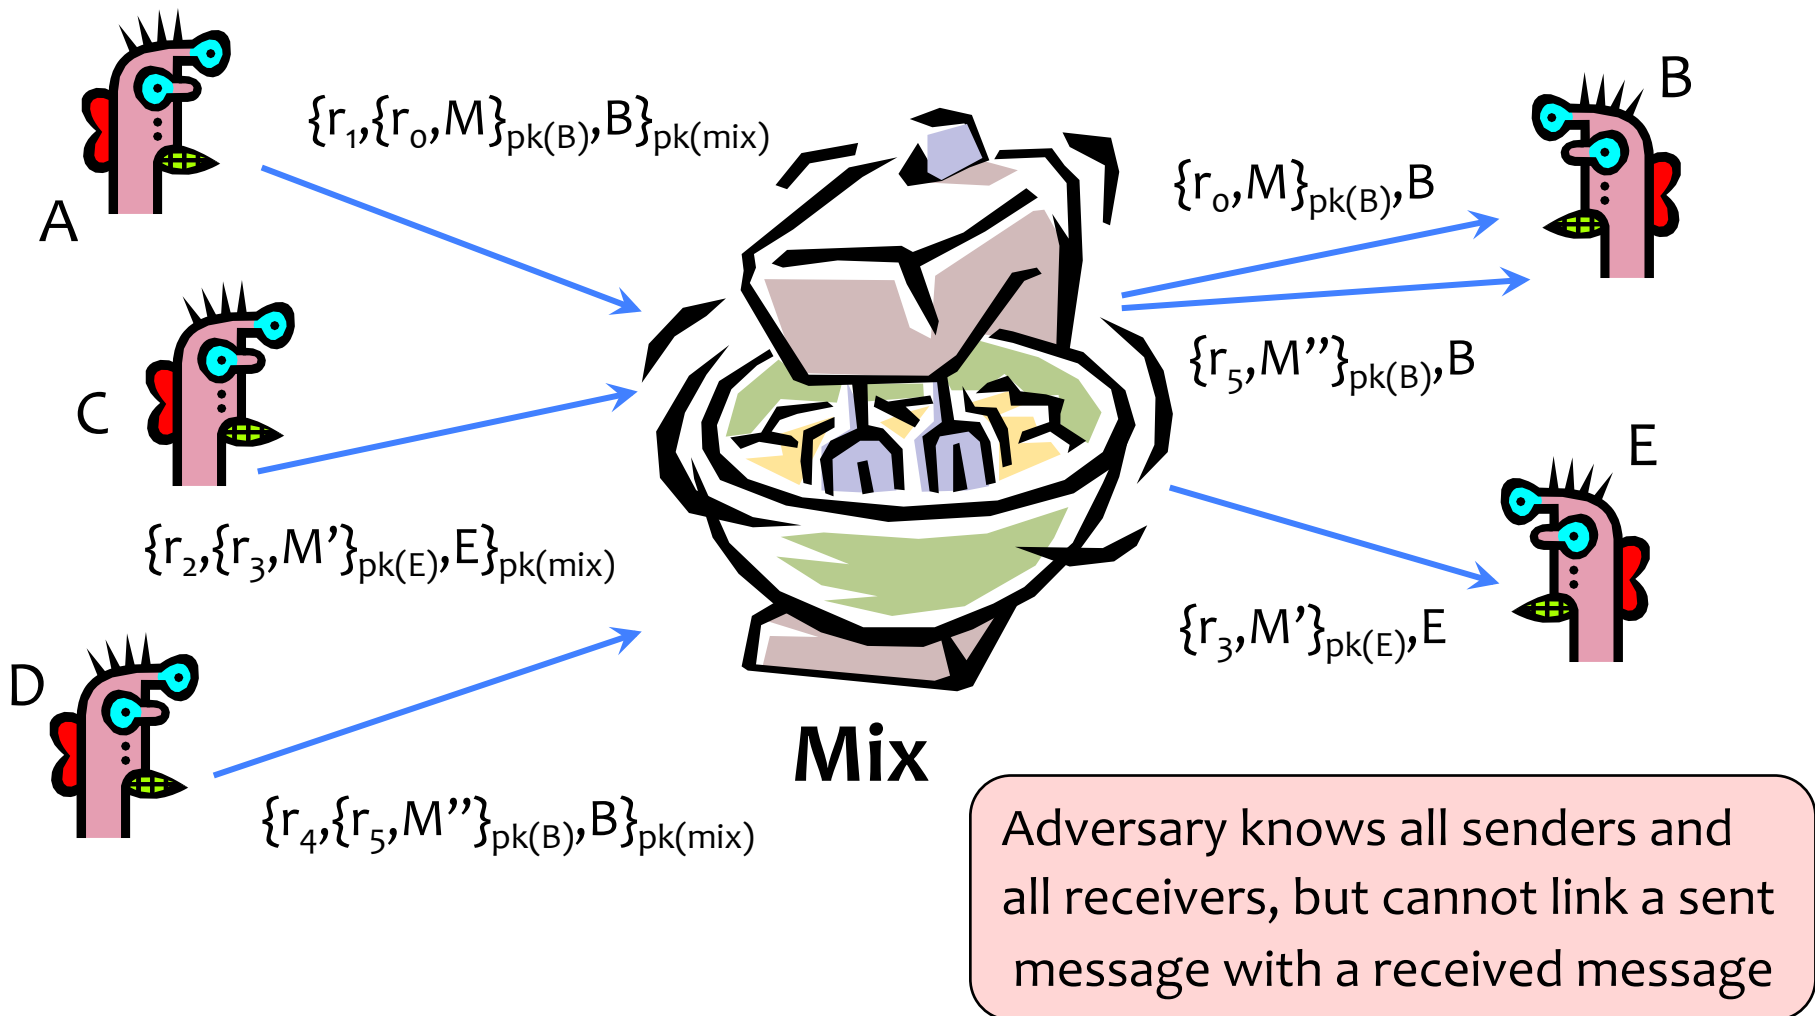 A
{r₁,{r₀,M}pk(B),B}pk(mix)
B
{r₀,M}pk(B),B
{r₅,M’’}pk(B),B
C
{r₂,{r₃,M’}pk(E),E}pk(mix)
E
{r₃,M’}pk(E),E
D
{r₄,{r₅,M’’}pk(B),B}pk(mix)
Mix
Adversary knows all senders and
all receivers, but cannot link a sent
message with a received message